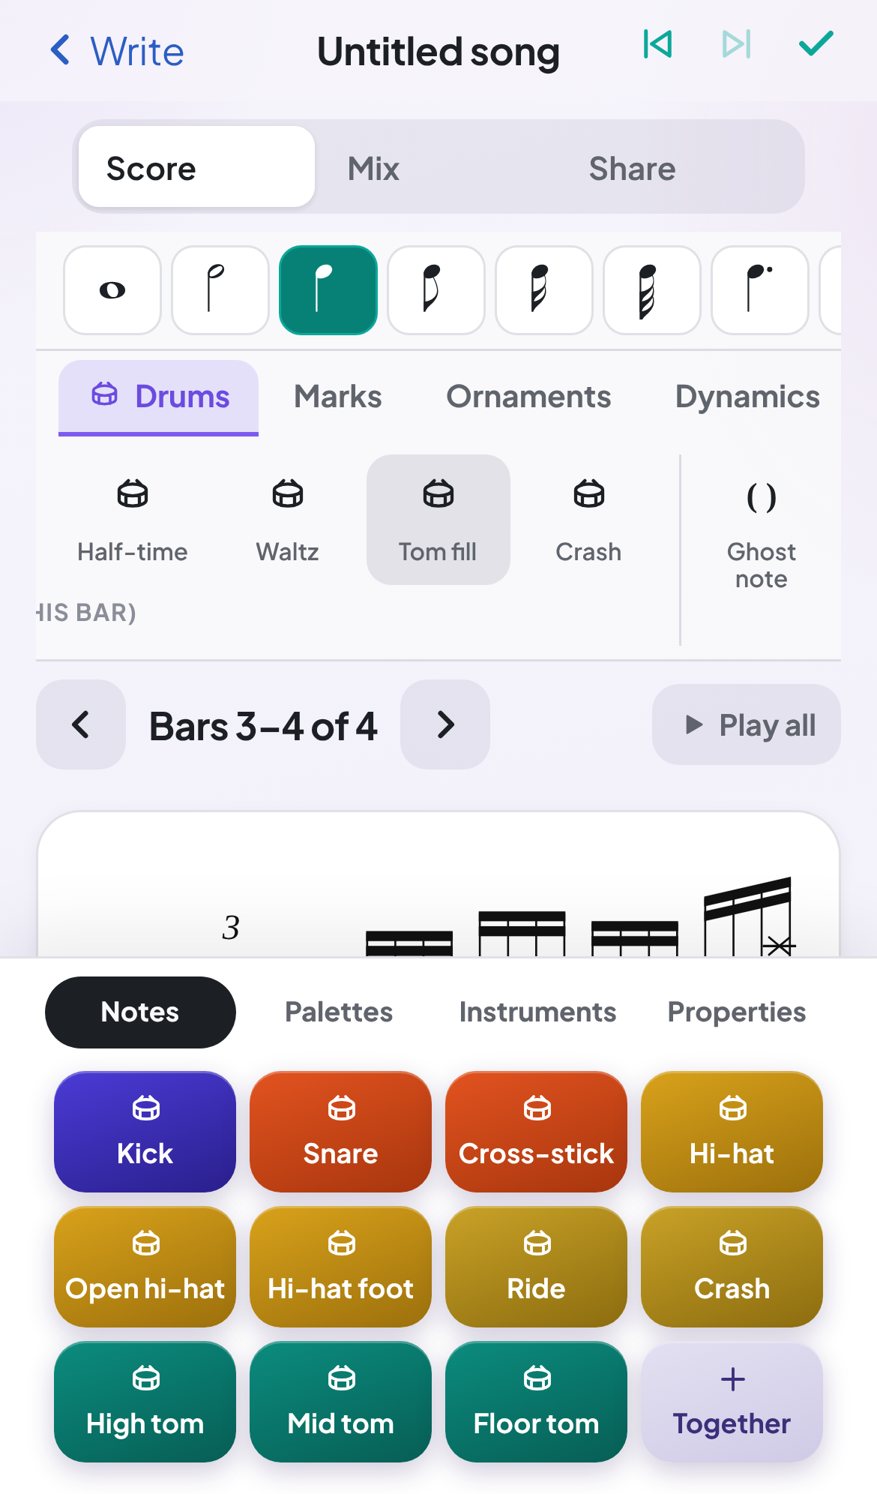 Write
Untitled song
Score
Mix
Share
Drums
Marks
Ornaments
Dynamics
Half-time
Waltz
Tom fill
Crash
( )
Ghost
note
HIS BAR)
Bars 3–4 of 4
Play all
3
Notes
Palettes
Instruments
Properties
Kick
Snare
Cross-stick
Hi-hat
Open hi-hat
Hi-hat foot
Ride
Crash
High tom
Mid tom
Floor tom
Together